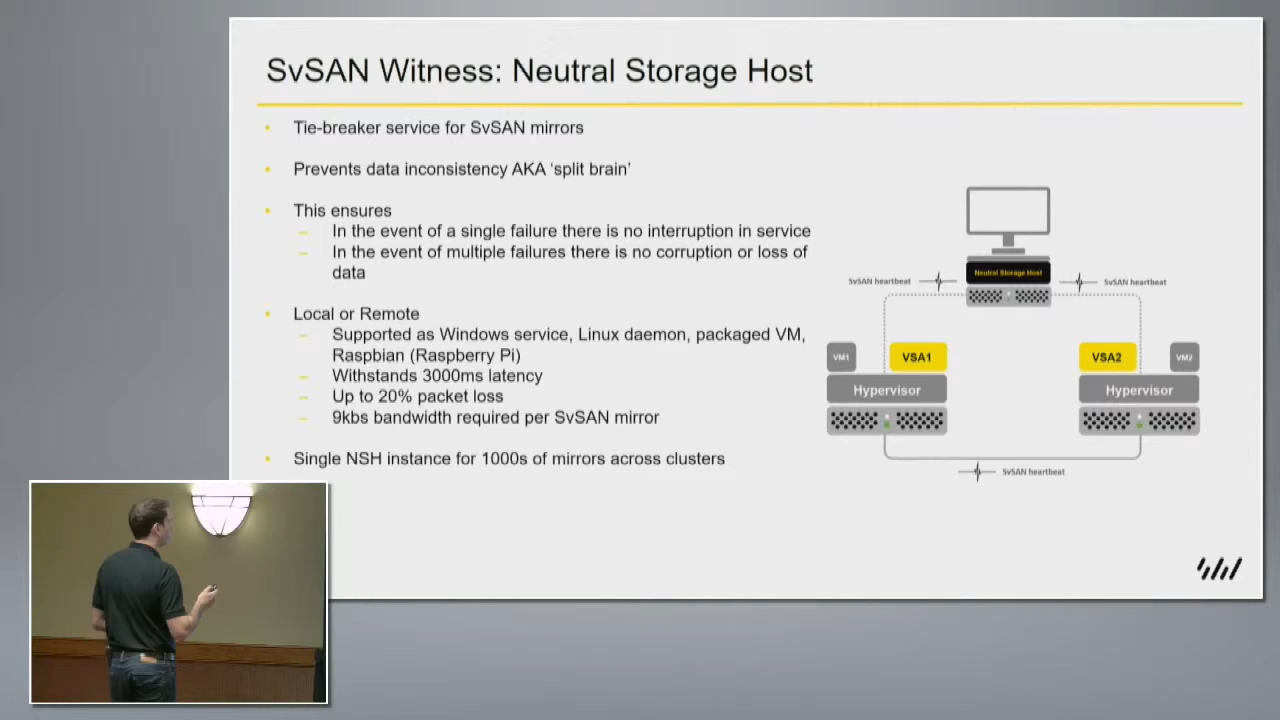 SvSAN Witness: Neutral Storage Host
Tie-breaker service for SvSAN mirrors
Prevents data inconsistency AKA ‘split brain’
This ensures
In the event of a single failure there is no interruption in service
In the event of multiple failures there is no corruption or loss of
data
Local or Remote
Supported as Windows service, Linux daemon, packaged VM,
Raspbian (Raspberry Pi)
Withstands 3000ms latency
Up to 20% packet loss
9kbs bandwidth required per SvSAN mirror
Single NSH instance for 1000s of mirrors across clusters
Neutral Storage Host
SvSAN heartbeat
SvSAN heartbeat
VM1
VSA1
VSA2
VM2
Hypervisor
Hypervisor
SvSAN heartbeat